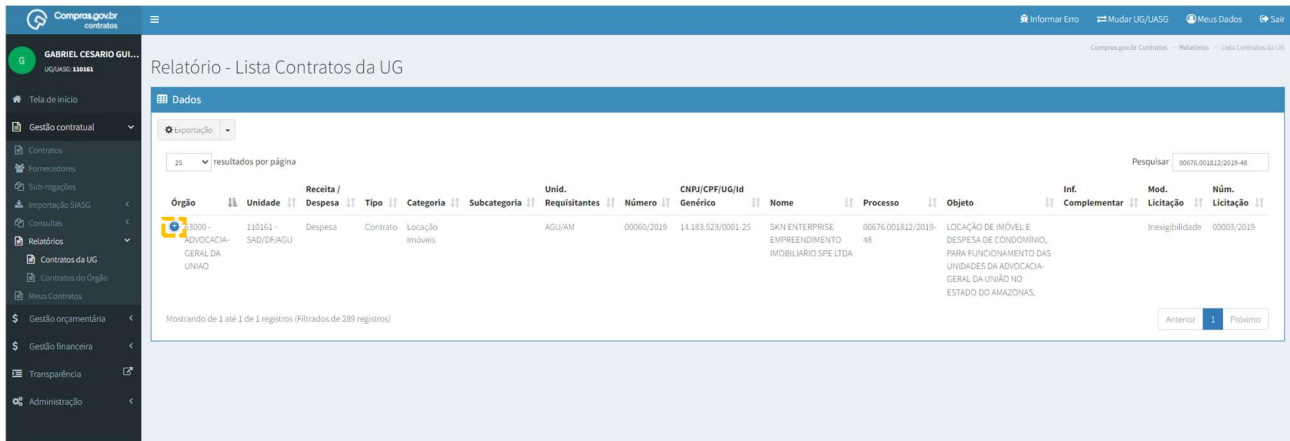 Compras.gov.br
contratos
Informar Erro Mudar UG/UASG Meus Dados Sair
G
GABRIEL CESARIO GUI...
UG/UASG: 110161
Compras.gov.br Contratos > Relatórios > Lista Contratos da UG
Relatório - Lista Contratos da UG
Tela de início
Gestão contratual
Contratos
Fornecedores
Sub-rogações
Importação SIASG
Consultas
Relatórios
Contratos da UG
Contratos do Órgão
Meus Contratos
Gestão orçamentária
Gestão financeira
Transparência
Administração
Dados
Exportação
25 resultados por página
Pesquisar 00676.001812/2019-48
Órgão Unidade Receita / Despesa Tipo Categoria Subcategoria Unid. Requisitantes Número CNPJ/CPF/UG/Id Genérico Nome Processo Objeto Inf. Complementar Mod. Licitação Núm. Licitação
63000 - ADVOCACIA-GERAL DA UNIAO
110161 - SAD/DF/AGU
Despesa
Contrato
Locação Imóveis
AGU/AM
00060/2019
14.183.523/0001-25
SKN ENTERPRISE EMPREENDIMENTO IMOBILIARIO SPE LTDA
00676.001812/2019-48
LOCAÇÃO DE IMÓVEL E DESPESA DE CONDOMÍNIO, PARA FUNCIONAMENTO DAS UNIDADES DA ADVOCACIA-GERAL DA UNIÃO NO ESTADO DO AMAZONAS.
Inexigibilidade
00003/2019
Mostrando de 1 até 1 de 1 registros (Filtrados de 289 registros)
Anterior 1 Próximo